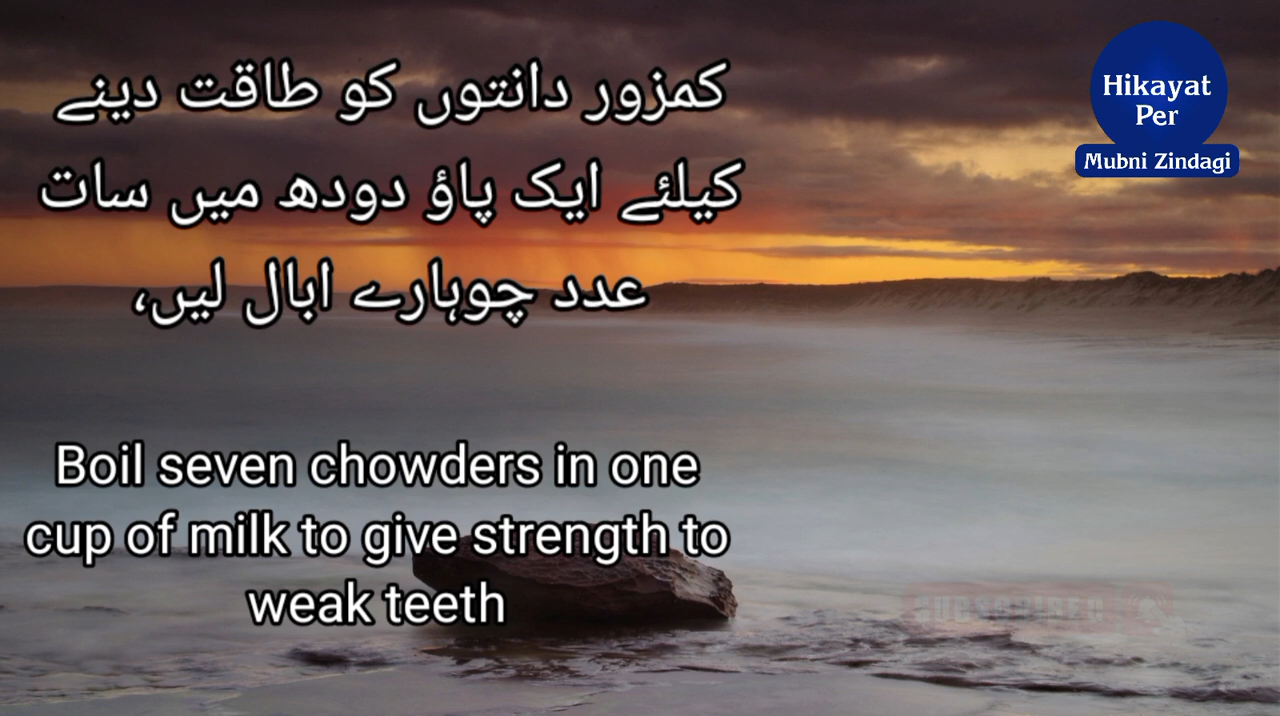 کمزور دانتوں کو طاقت دینے
کیلئے ایک پاؤ دودھ میں سات
عدد چوہارے ابال لیں،
Boil seven chowders in one
cup of milk to give strength to
weak teeth
Hikayat
Per
Mubni Zindagi
SUBSCRIBED